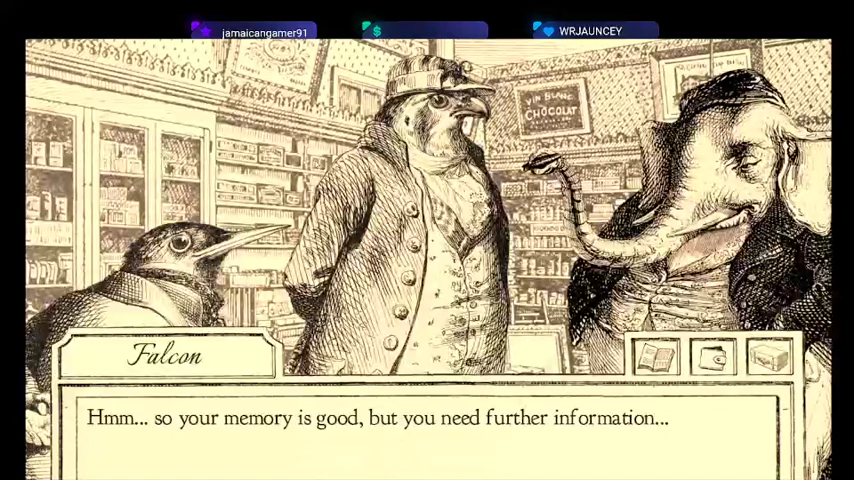 jamaicangamer91
$
WRJAUNCEY
VIN BLANC
CHOCOLAT
Falcon
Hmm... so your memory is good, but you need further information...